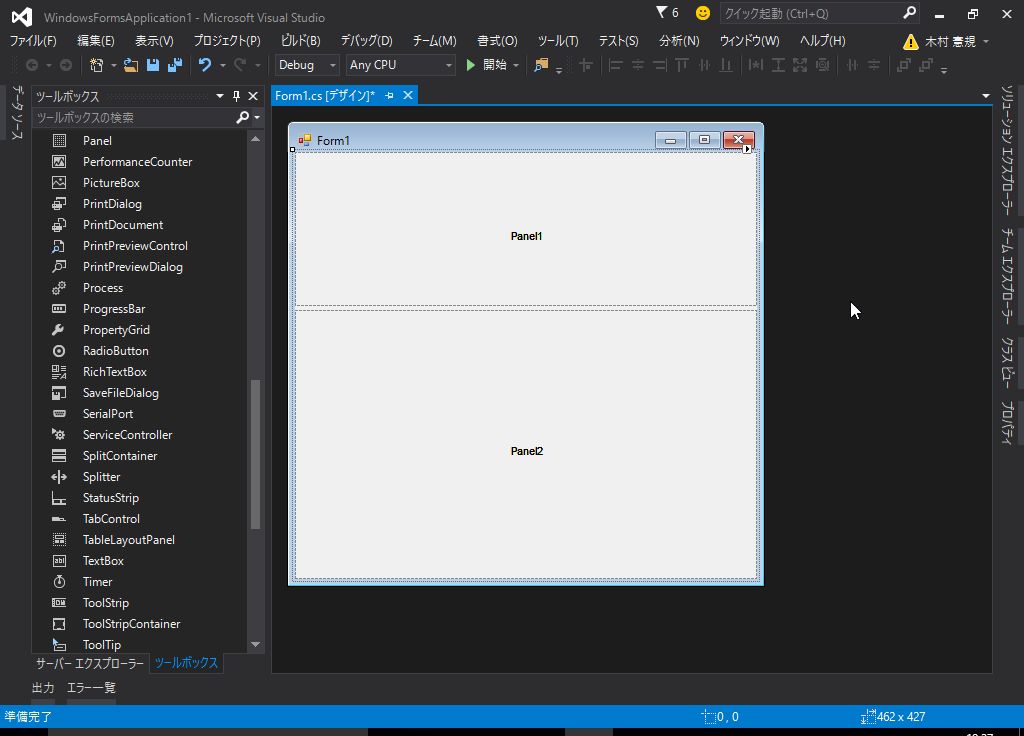 WindowsFormsApplication1 - Microsoft Visual Studio
6
クイック起動 (Ctrl+Q)
ファイル(F) 編集(E) 表示(V) プロジェクト(P) ビルド(B) デバッグ(D) チーム(M) 書式(O) ツール(T) テスト(S) 分析(N) ウィンドウ(W) ヘルプ(H)
木村 憲規
Debug Any CPU 開始
データ ソース
ツールボックス
ツールボックスの検索
Panel
PerformanceCounter
PictureBox
PrintDialog
PrintDocument
PrintPreviewControl
PrintPreviewDialog
Process
ProgressBar
PropertyGrid
RadioButton
RichTextBox
SaveFileDialog
SerialPort
ServiceController
SplitContainer
Splitter
StatusStrip
TabControl
TableLayoutPanel
TextBox
Timer
ToolStrip
ToolStripContainer
ToolTip
サーバー エクスプローラー ツールボックス
Form1.cs [デザイン]*
Form1
Panel1
Panel2
ソリューション エクスプローラー
チーム エクスプローラー
クラス ビュー
プロパティ
出力 エラー一覧
準備完了
0 , 0
462 x 427